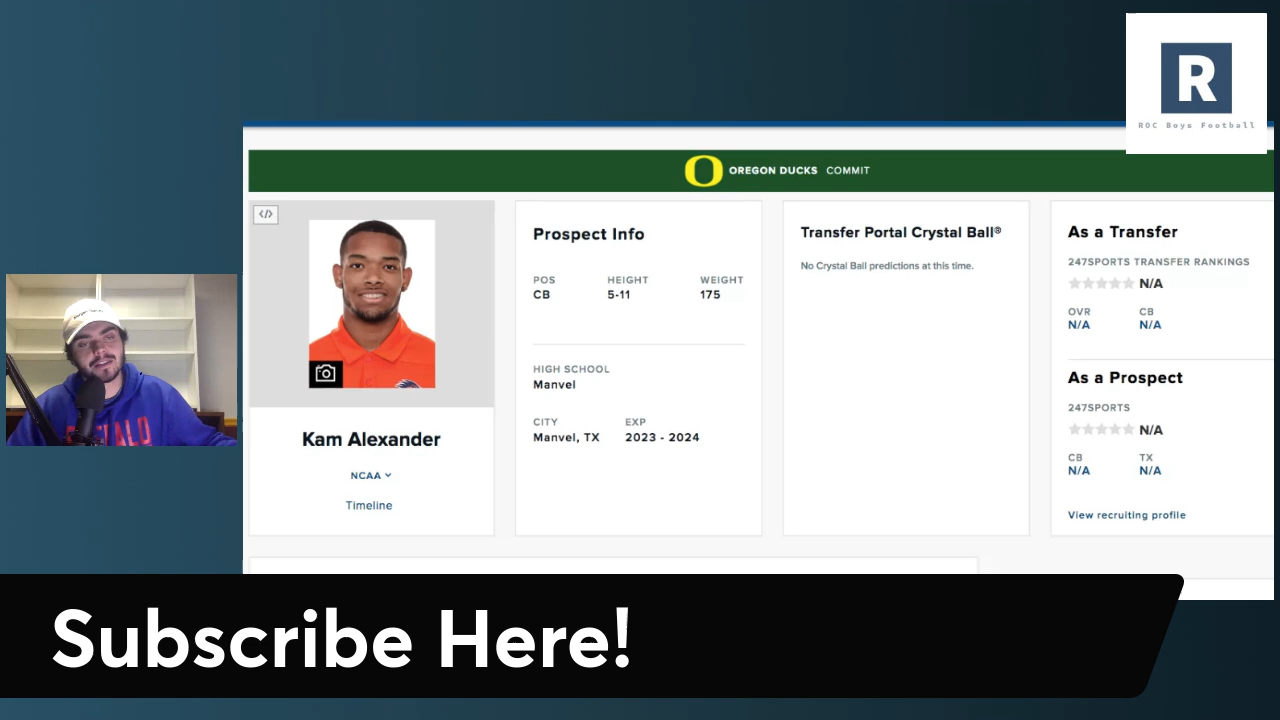 R
ROC Boys Football
OREGON DUCKS COMMIT
</>
Kam Alexander
NCAA
Timeline
Prospect Info
POS HEIGHT WEIGHT
CB 5-11 175
HIGH SCHOOL
Manvel
CITY EXP
Manvel, TX 2023 - 2024
Transfer Portal Crystal Ball®
No Crystal Ball predictions at this time.
As a Transfer
247SPORTS TRANSFER RANKINGS
N/A
OVR CB
N/A N/A
As a Prospect
247SPORTS
N/A
CB TX
N/A N/A
View recruiting profile
Subscribe Here!